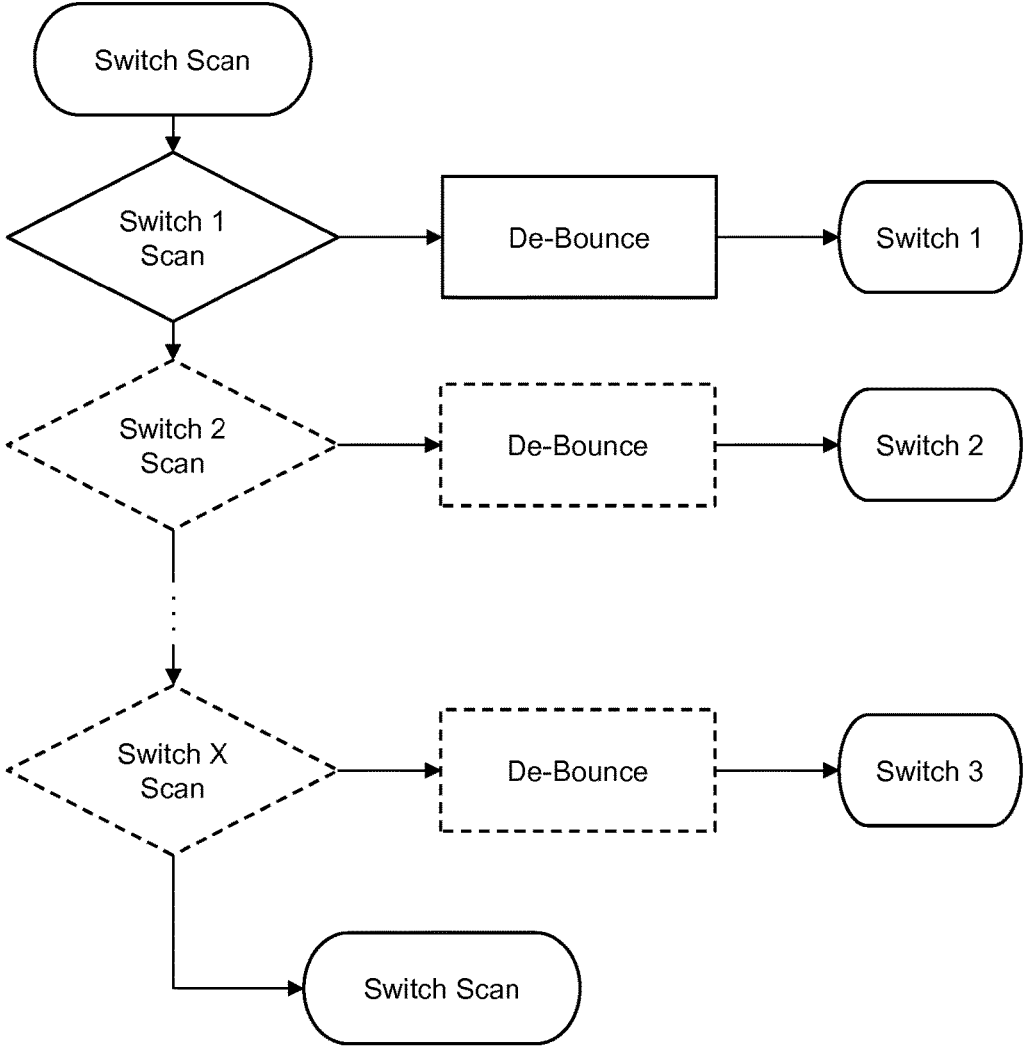 Switch Scan
Switch 1
Scan
De-Bounce
Switch 1
Switch 2
Scan
De-Bounce
Switch 2
Switch X
Scan
De-Bounce
Switch 3
Switch Scan